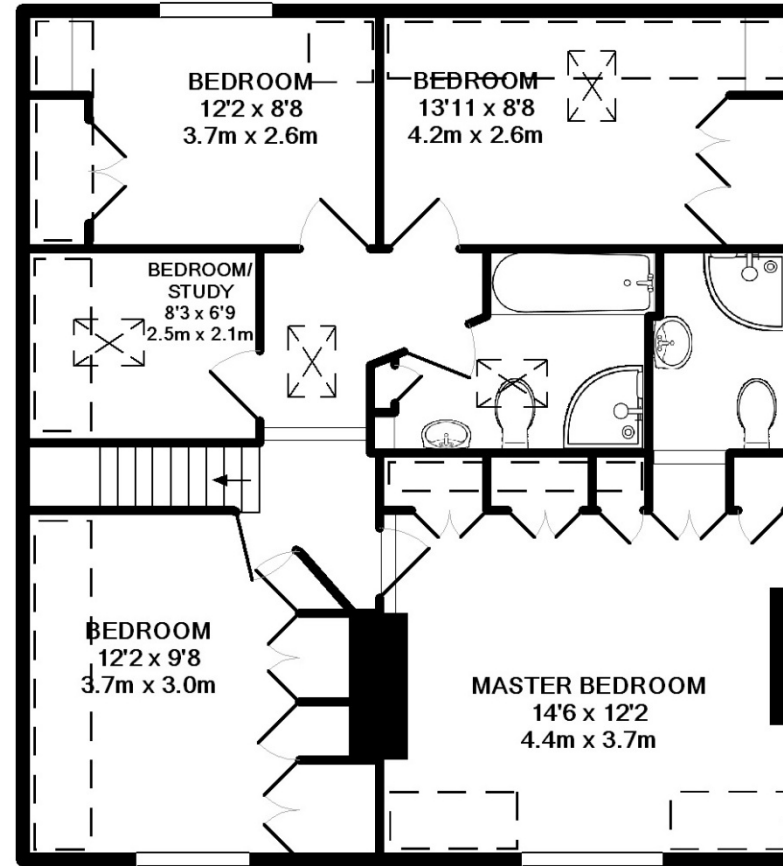 BEDROOM
12'2 x 8'8
3.7m x 2.6m
BEDROOM
13'11 x 8'8
4.2m x 2.6m
BEDROOM/
STUDY
8'3 x 6'9
2.5m x 2.1m
BEDROOM
12'2 x 9'8
3.7m x 3.0m
MASTER BEDROOM
14'6 x 12'2
4.4m x 3.7m